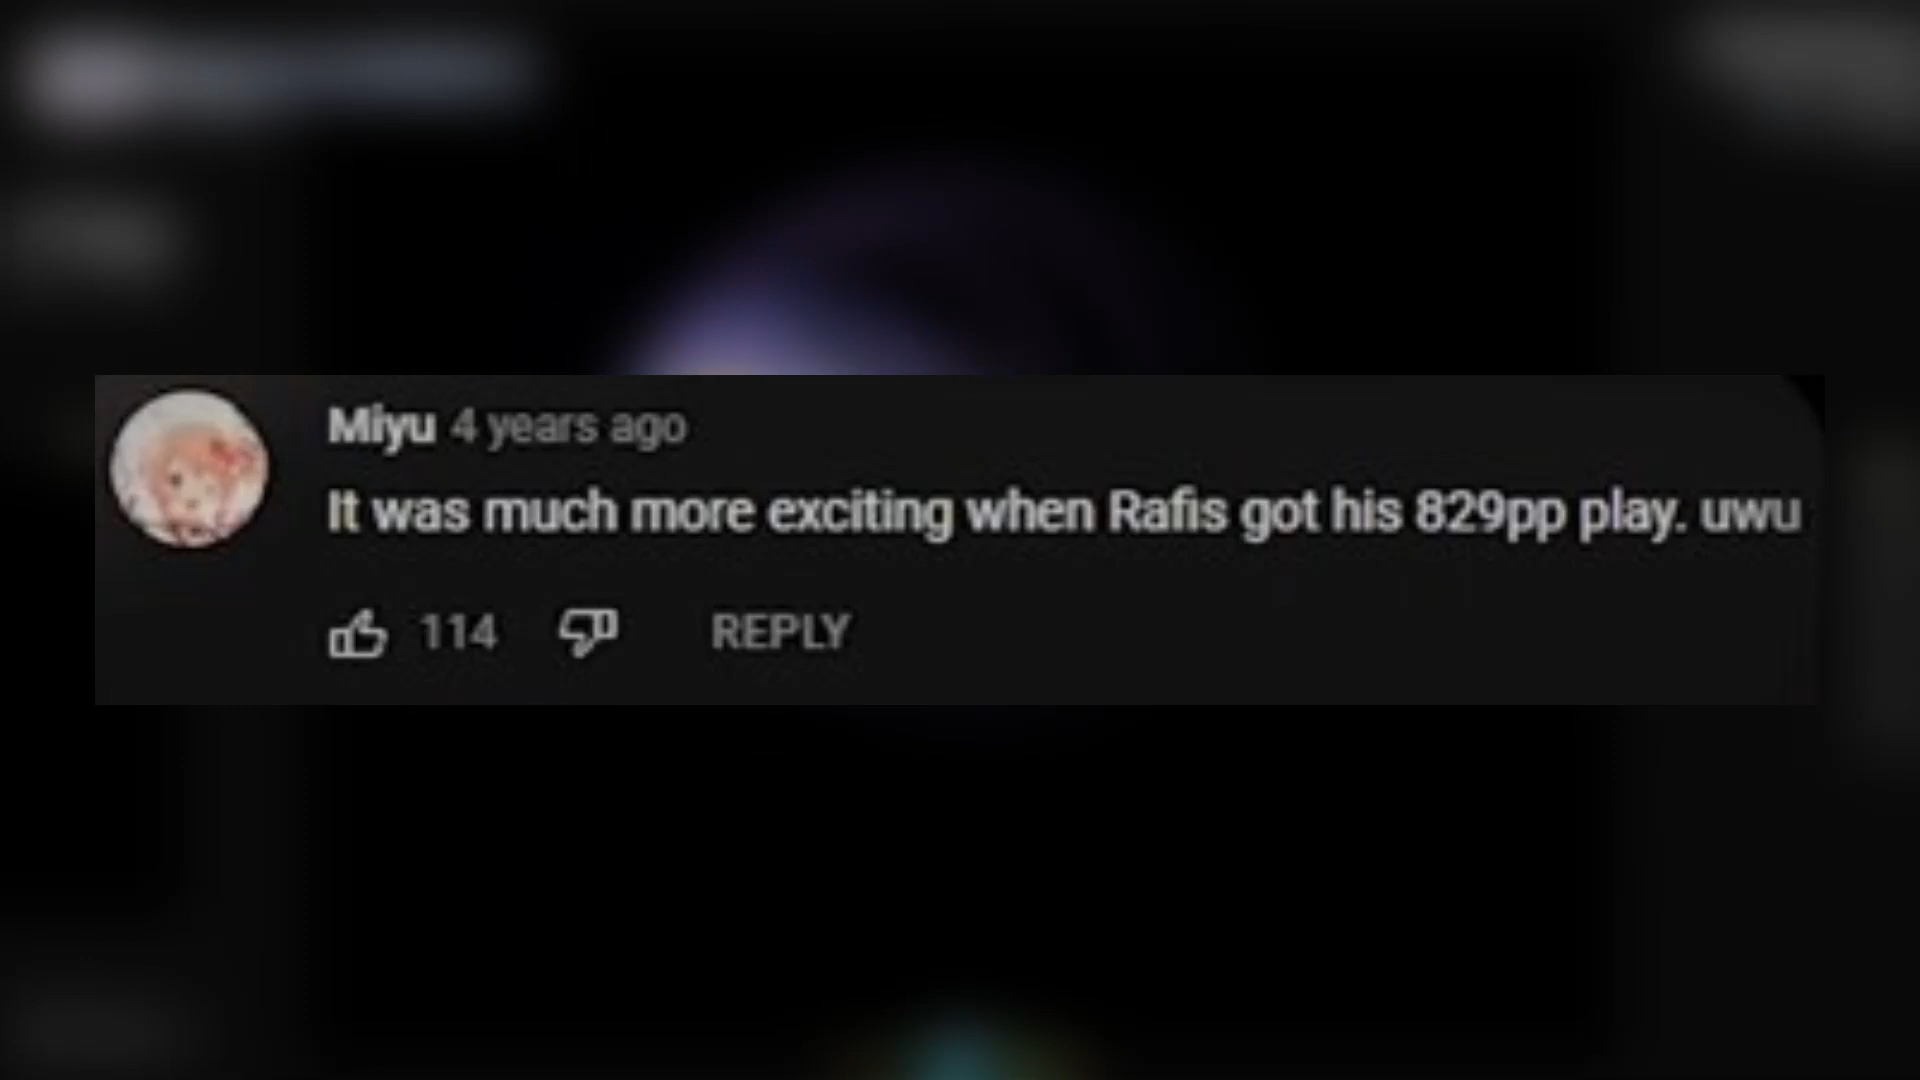 Miyu 4 years ago
It was much more exciting when Rafis got his 829pp play. uwu
114 REPLY